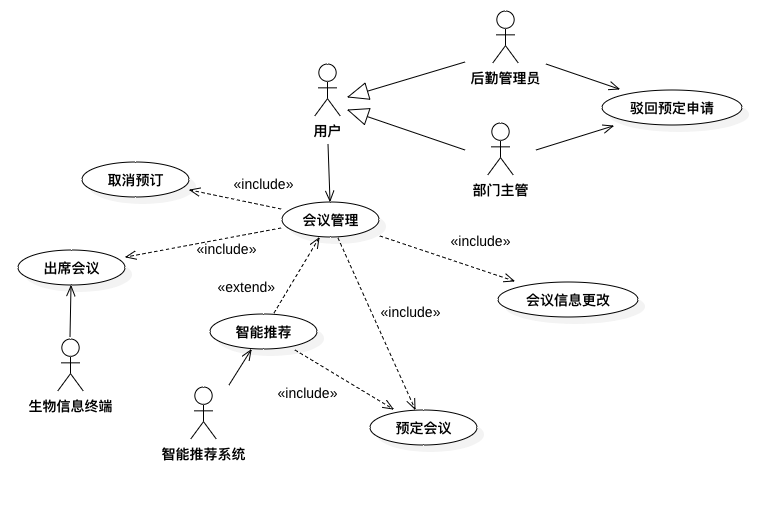 后勤管理员
驳回预定申请
用户
部门主管
取消预订
«include»
会议管理
«include»
«include»
出席会议
«extend»
会议信息更改
«include»
智能推荐
生物信息终端
«include»
预定会议
智能推荐系统